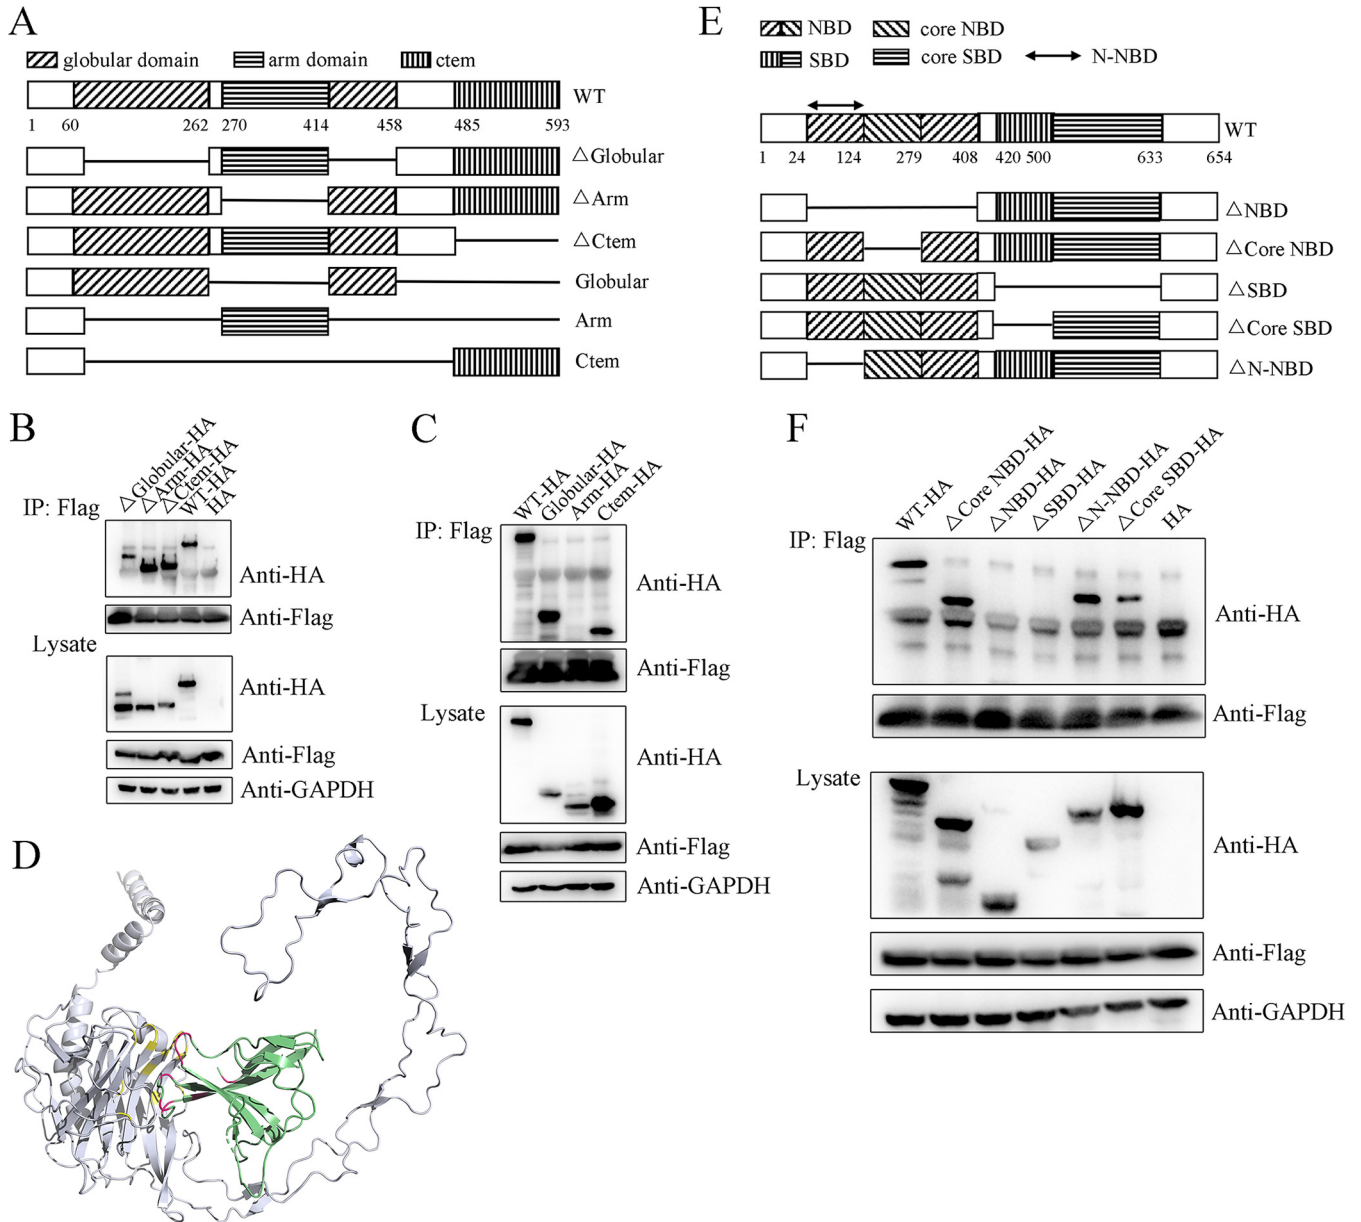 A
globular domain arm domain ctem
WT
1 60 262 270 414 458 485 593
△Globular
△Arm
△Ctem
Globular
Arm
Ctem
E
NBD core NBD
SBD core SBD N-NBD
WT
1 24 124 279 408 420 500 633 654
△NBD
△Core NBD
△SBD
△Core SBD
△N-NBD
B
△Globular-HA
△Arm-HA
△Ctem-HA
WT-HA
HA
IP: Flag
Anti-HA
Anti-Flag
Lysate
Anti-HA
Anti-Flag
Anti-GAPDH
C
WT-HA
Globular-HA
Arm-HA
Ctem-HA
IP: Flag
Anti-HA
Anti-Flag
Lysate
Anti-HA
Anti-Flag
Anti-GAPDH
D
F
WT-HA
△Core NBD-HA
△NBD-HA
△SBD-HA
△N-NBD-HA
△Core SBD-HA
HA
IP: Flag
Anti-HA
Anti-Flag
Lysate
Anti-HA
Anti-Flag
Anti-GAPDH